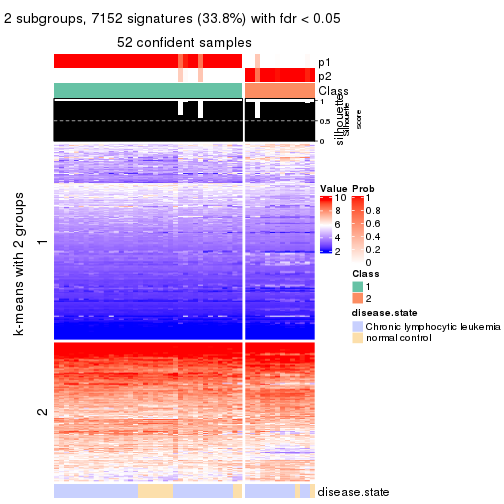 2 subgroups, 7152 signatures (33.8%) with fdr < 0.05
52 confident samples
p1
p2
Class
silhouette
Silhouette
score
1
0.5
0
k-means with 2 groups
1
2
Value
10
8
6
4
2
Prob
1
0.8
0.6
0.4
0.2
0
Class
1
2
disease.state
Chronic lymphocytic leukemia
normal control
disease.state